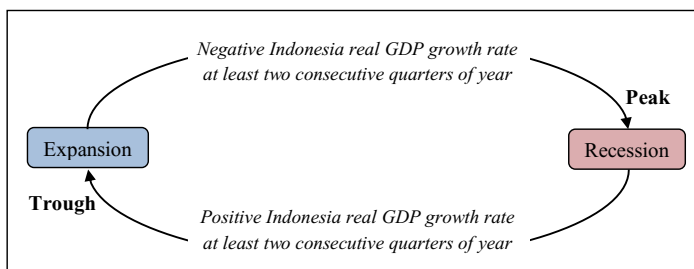 Negative Indonesia real GDP growth rate
at least two consecutive quarters of year
Peak
Expansion
Recession
Trough
Positive Indonesia real GDP growth rate
at least two consecutive quarters of year